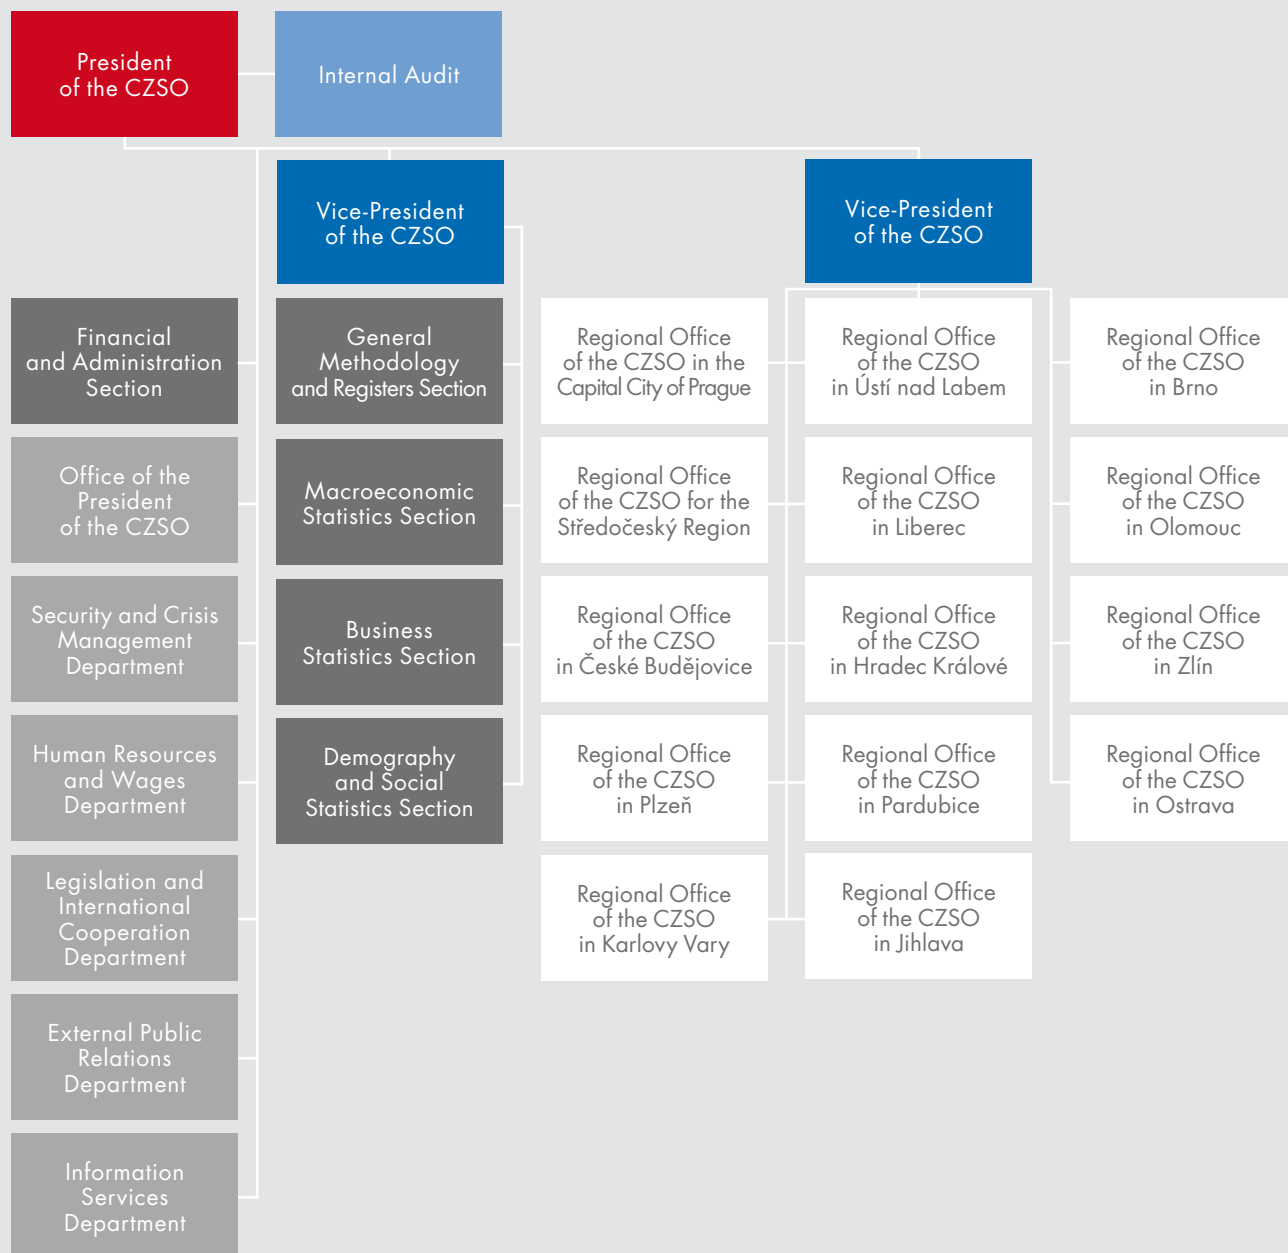 President
of the CZSO
Internal Audit
Vice-President
of the CZSO
Vice-President
of the CZSO
Financial
and Administration
Section
Office of the
President
of the CZSO
Security and Crisis
Management
Department
Human Resources
and Wages
Department
Legislation and
International
Cooperation
Department
External Public
Relations
Department
Information
Services
Department
General
Methodology
and Registers Section
Macroeconomic
Statistics Section
Business
Statistics Section
Demography
and Social
Statistics Section
Regional Office
of the CZSO in the
Capital City of Prague
Regional Office
of the CZSO for the
Středočeský Region
Regional Office
of the CZSO
in České Budějovice
Regional Office
of the CZSO
in Plzeň
Regional Office
of the CZSO
in Karlovy Vary
Regional Office
of the CZSO
in Ústí nad Labem
Regional Office
of the CZSO
in Liberec
Regional Office
of the CZSO
in Hradec Králové
Regional Office
of the CZSO
in Pardubice
Regional Office
of the CZSO
in Jihlava
Regional Office
of the CZSO
in Brno
Regional Office
of the CZSO
in Olomouc
Regional Office
of the CZSO
in Zlín
Regional Office
of the CZSO
in Ostrava